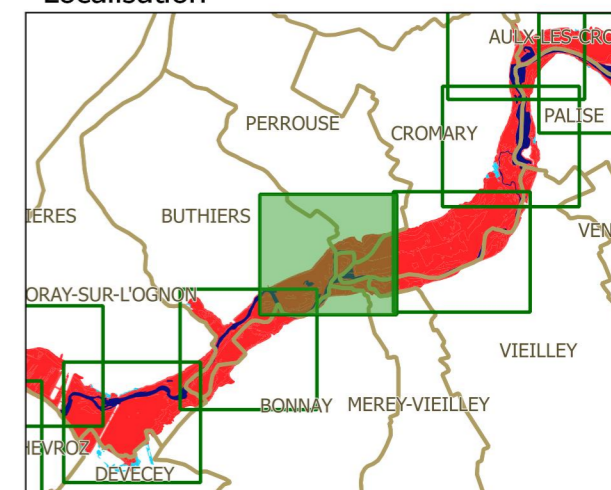 Localisation
AULX-LES-CRO
PERROUSE
CROMARY
PALISE
IERES
BUTHIERS
VEN
ORAY-SUR-L'OGNON
VIEILLEY
BONNAY
MEREY-VIEILLEY
HEVROZ
DEVECEY